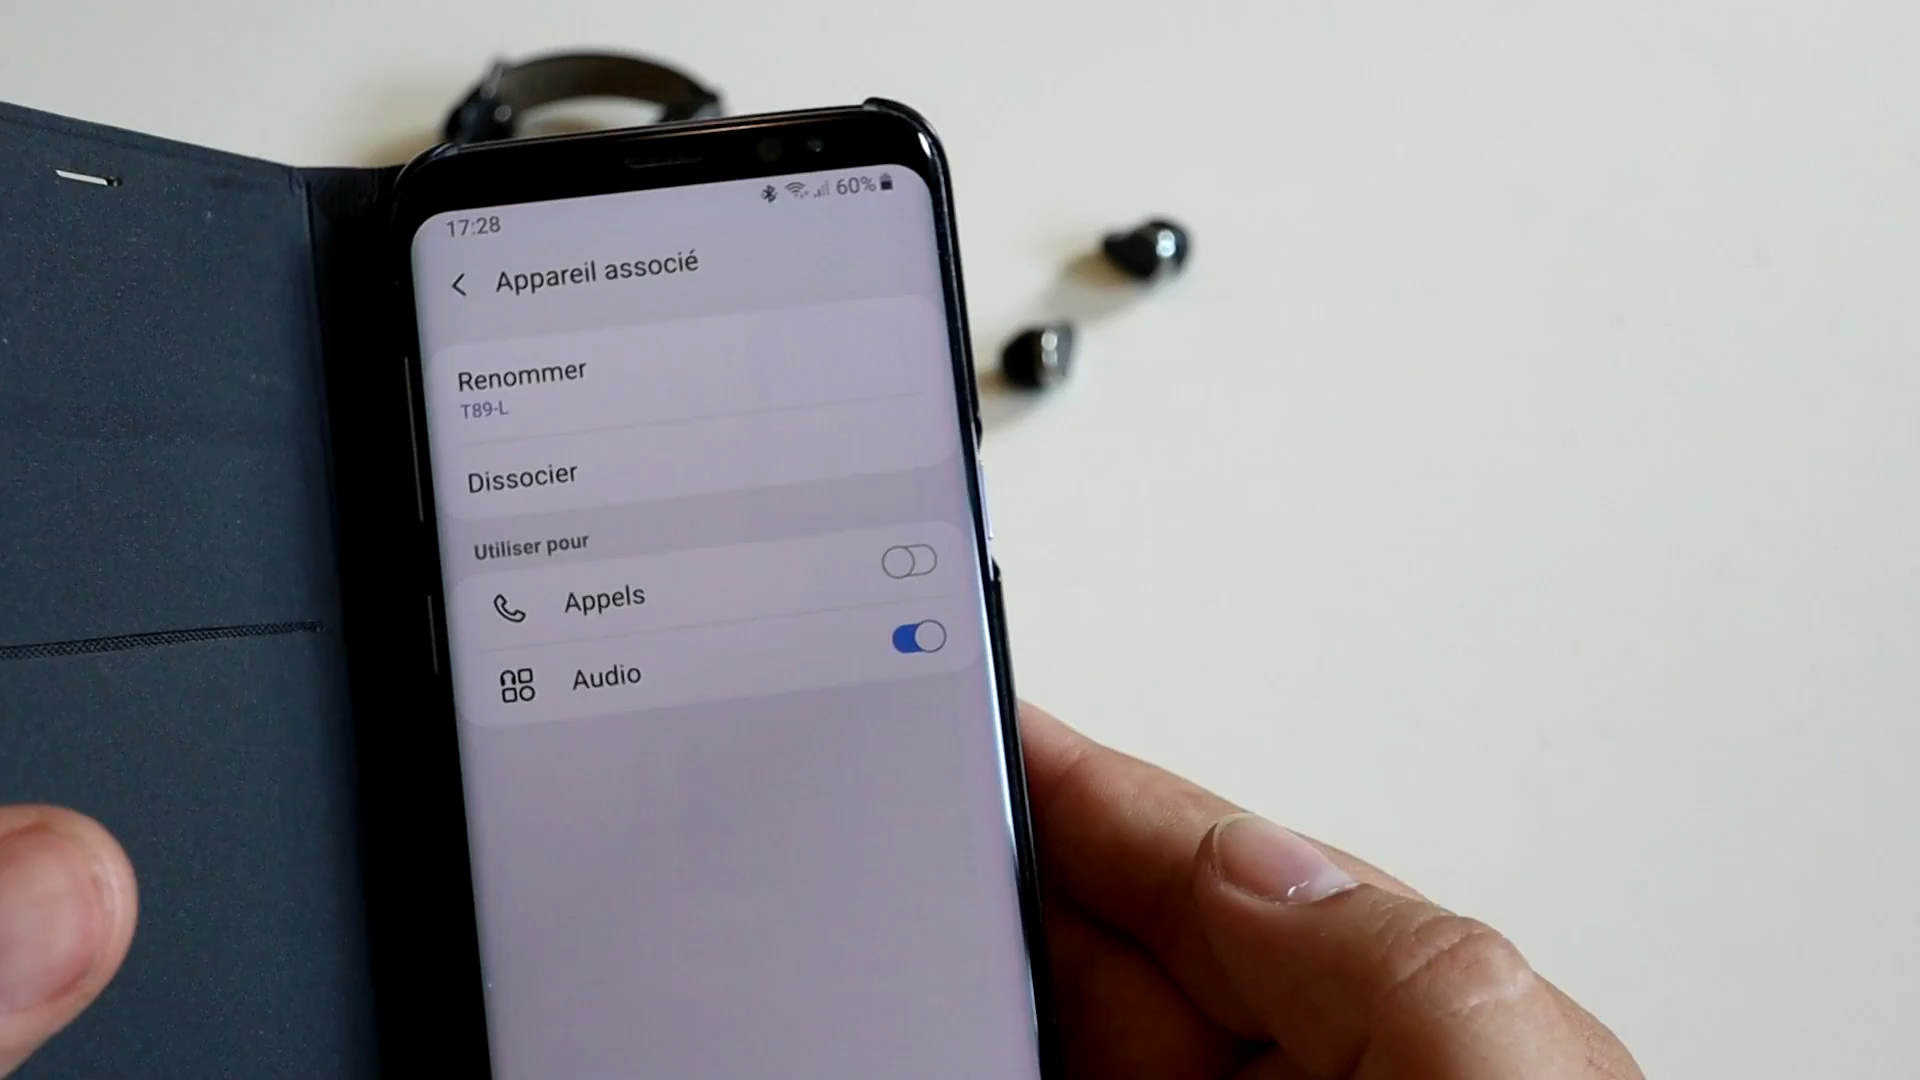 17:28
60%
Appareil associé
Renommer
T89-L
Dissocier
Utiliser pour
Appels
Audio